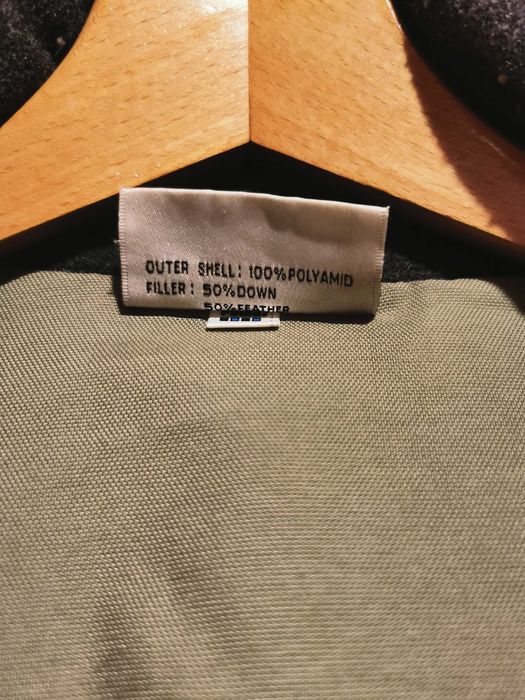 OUTER SHELL: 100%POLYAMID
FILLER: 50%DOWN
50%FEATHER